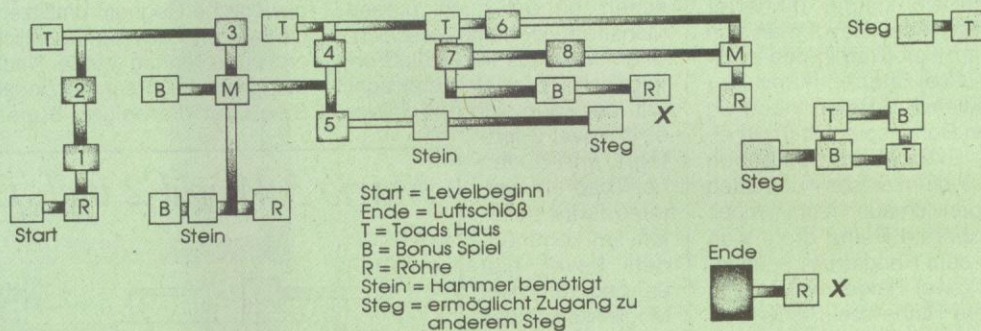 T 3 T T 6 Steg T
4 7 8 M
2 B M B R R
X
T B
1 5 Stein Steg
Steg B T
R B R
Start Stein
Start = Levelbeginn
Ende = Luftschloß
T = Toads Haus
B = Bonus Spiel
R = Röhre
Stein = Hammer benötigt
Steg = ermöglicht Zugang zu
anderem Steg
Ende
R X